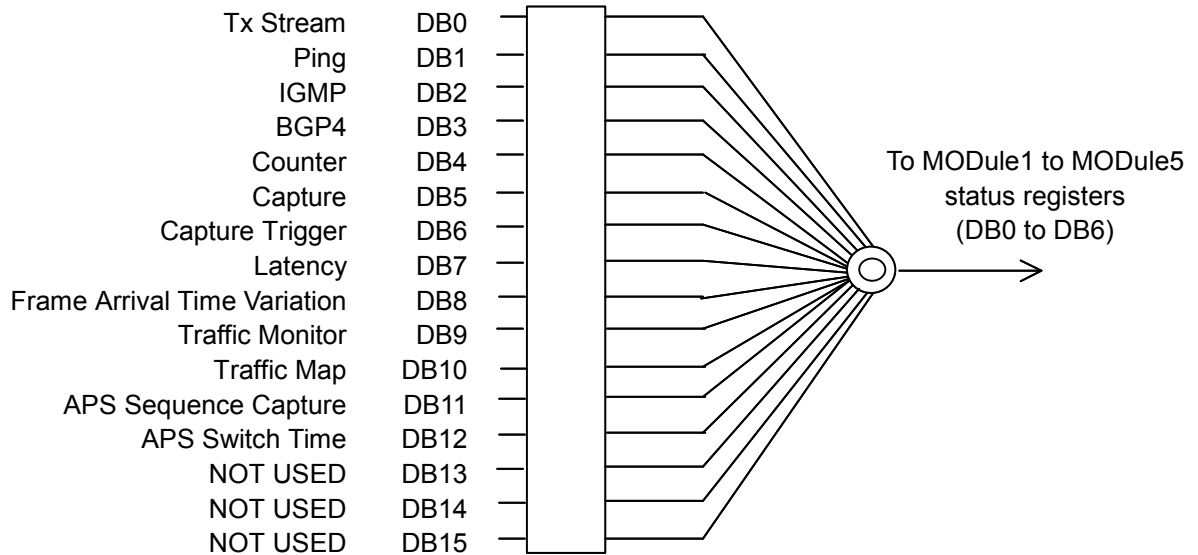 Tx Stream DB0
Ping DB1
IGMP DB2
BGP4 DB3
Counter DB4
Capture DB5
Capture Trigger DB6
Latency DB7
Frame Arrival Time Variation DB8
Traffic Monitor DB9
Traffic Map DB10
APS Sequence Capture DB11
APS Switch Time DB12
NOT USED DB13
NOT USED DB14
NOT USED DB15
To MODule1 to MODule5
status registers
(DB0 to DB6)